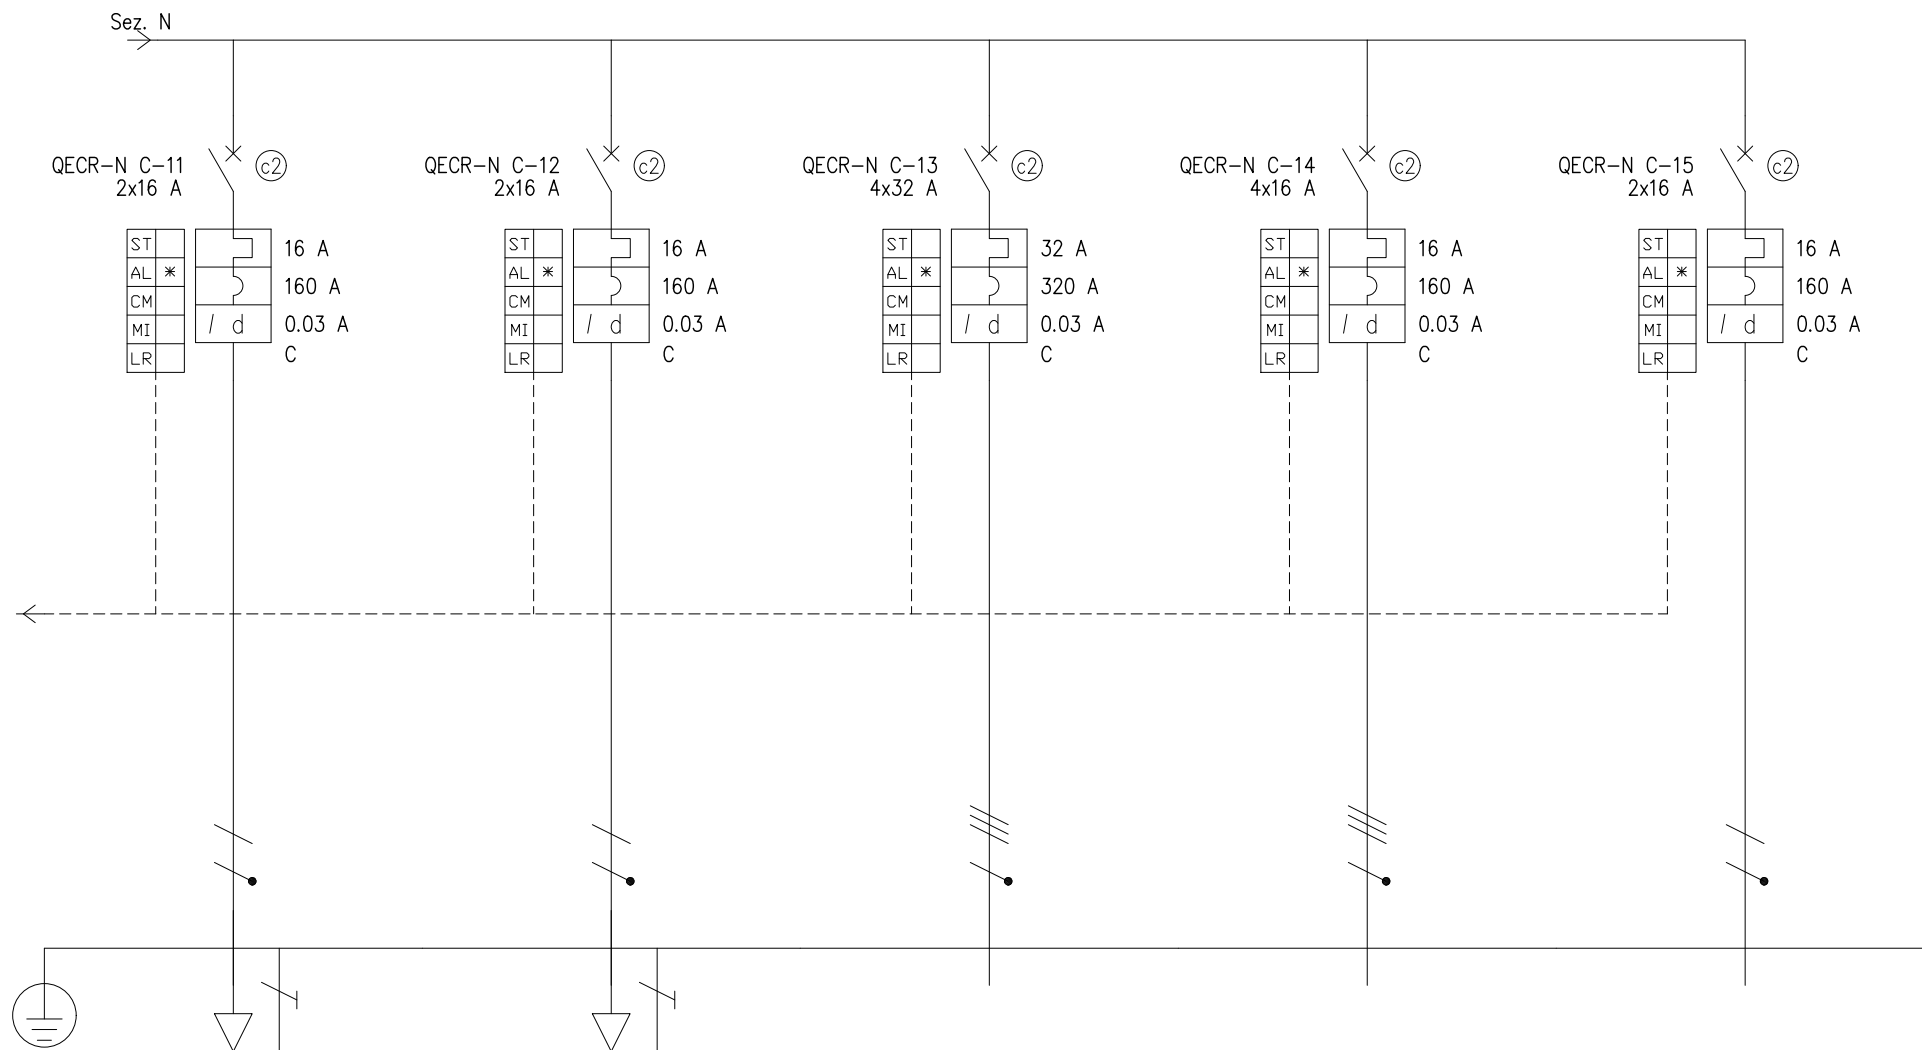 Sez. N
QECR-N C-11
2x16 A
c2
ST
AL *
CM
MI
LR
I d
16 A
160 A
0.03 A
C
QECR-N C-12
2x16 A
c2
ST
AL *
CM
MI
LR
I d
16 A
160 A
0.03 A
C
QECR-N C-13
4x32 A
c2
ST
AL *
CM
MI
LR
I d
32 A
320 A
0.03 A
C
QECR-N C-14
4x16 A
c2
ST
AL *
CM
MI
LR
I d
16 A
160 A
0.03 A
C
QECR-N C-15
2x16 A
c2
ST
AL *
CM
MI
LR
I d
16 A
160 A
0.03 A
C